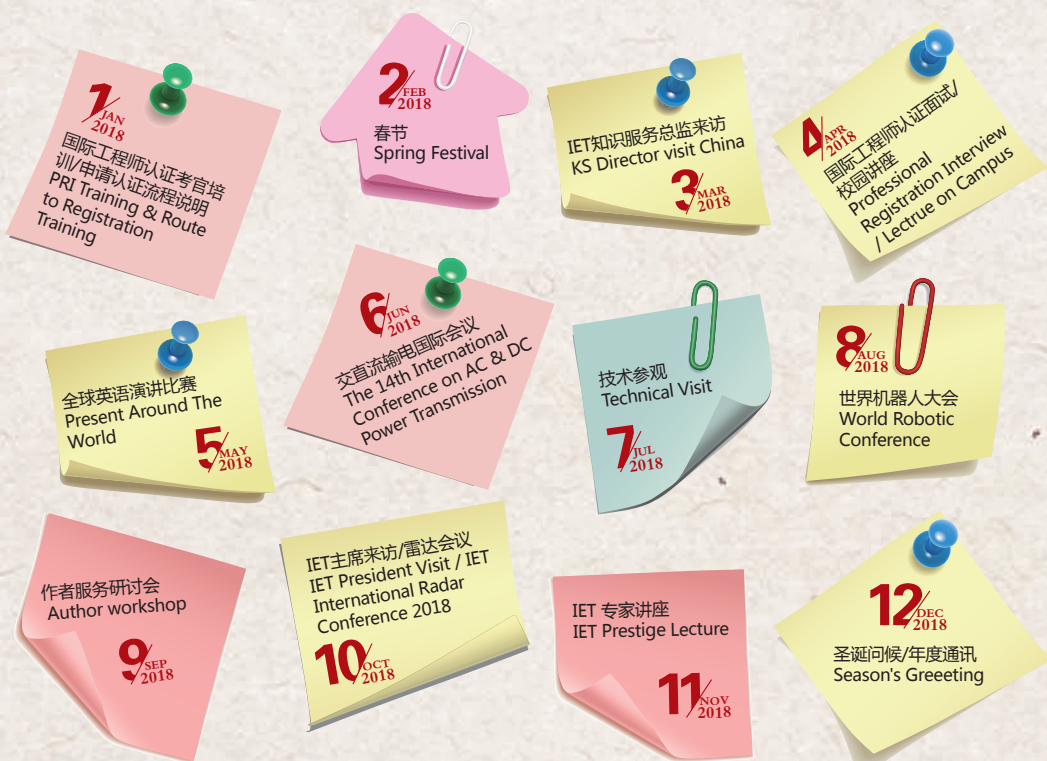 1/JAN
2018
国际工程师认证考官培
训/申请认证流程说明
PRI Training & Route
to Registration
Training
2/FEB
2018
春节
Spring Festival
IET知识服务总监来访
KS Director visit China
3/MAR
2018
4/APR
2018
国际工程师认证面试/
校园讲座
Professional
Registration Interview
/ Lectrue on Campus
全球英语演讲比赛
Present Around The
World
5/MAY
2018
6/JUN
2018
交直流输电国际会议
The 14th International
Conference on AC & DC
Power Transmission
技术参观
Technical Visit
7/JUL
2018
8/AUG
2018
世界机器人大会
World Robotic
Conference
作者服务研讨会
Author workshop
9/SEP
2018
IET主席来访/雷达会议
IET President Visit / IET
International Radar
Conference 2018
10/OCT
2018
IET 专家讲座
IET Prestige Lecture
11/NOV
2018
12/DEC
2018
圣诞问候/年度通讯
Season's Greeeting